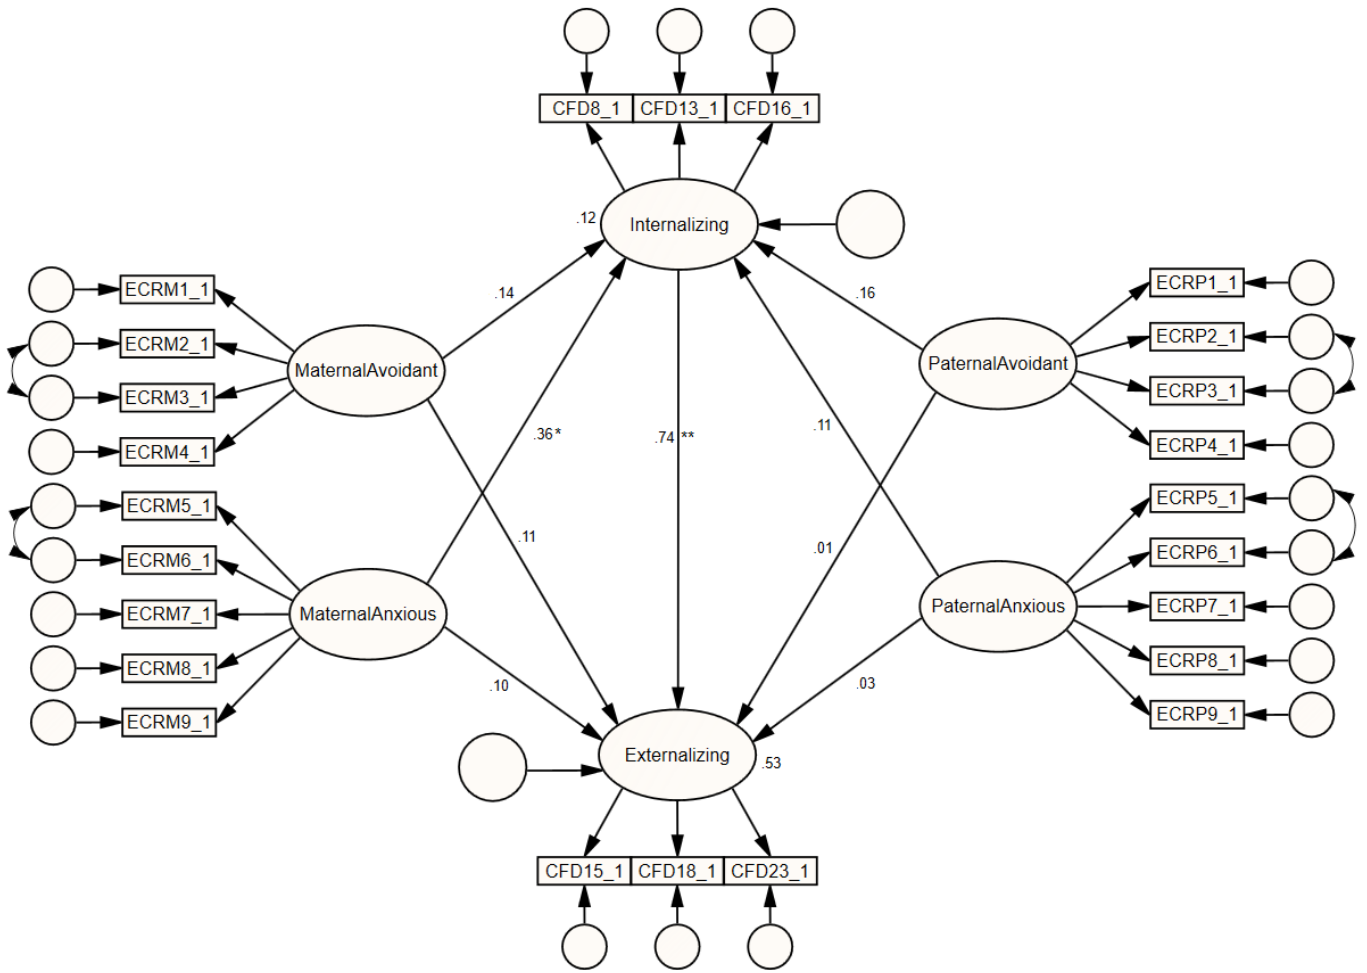 CFD8_1 CFD13_1 CFD16_1
Internalizing
.12
ECRM1_1
ECRM2_1
ECRM3_1
ECRM4_1
MaternalAvoidant
.14
.16
PaternalAvoidant
ECRP1_1
ECRP2_1
ECRP3_1
ECRP4_1
.36*
.74 **
.11
ECRM5_1
ECRM6_1
ECRM7_1
ECRM8_1
ECRM9_1
MaternalAnxious
.11
.01
PaternalAnxious
ECRP5_1
ECRP6_1
ECRP7_1
ECRP8_1
ECRP9_1
.10
.03
Externalizing
.53
CFD15_1 CFD18_1 CFD23_1